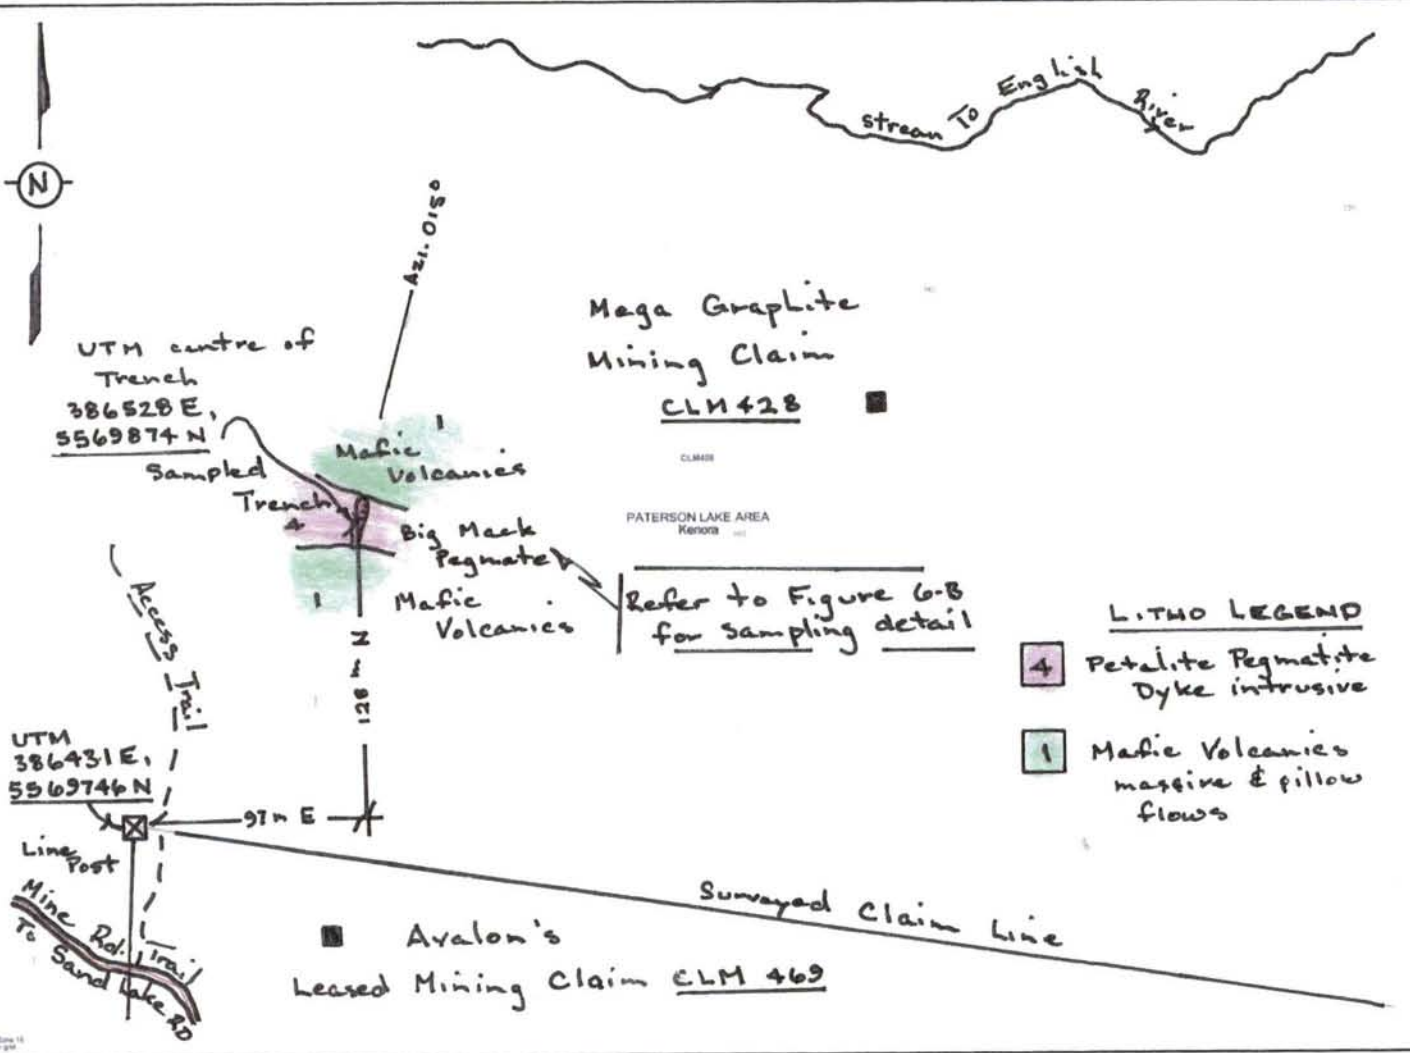 stream To English River
N
Azi. 015°
Mega Graphite
Mining Claim
CLM 428
UTM centre of
Trench
386528 E,
5569874 N
Sampled
Trench
1
Mafic
Volcanics
4
Big Mack
Pegmate
CLM428
PATERSON LAKE AREA
Kenora
1
Mafic
Volcanics
Refer to Figure 6-B
for sampling detail
LITHO LEGEND
4 Petalite Pegmatite
Dyke intrusive
1 Mafic Volcanics
massive & pillow
flows
Access Trail
128 m N
UTM
386431 E,
5569746 N
97m E
Line
Post
Surveyed Claim Line
Mine Rd.
To Sand Lake RD
Trail
Avalon's
Leased Mining Claim CLM 469